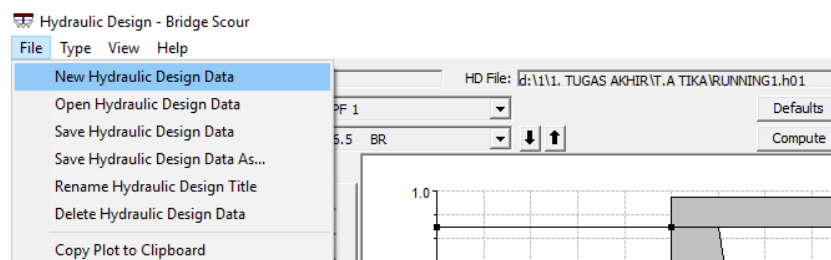 Hydraulic Design - Bridge Scour
File Type View Help
New Hydraulic Design Data
HD File: d:\1\1. TUGAS AKHIR\T.A TIKA\RUNNING1.h01
Open Hydraulic Design Data
PF 1
Defaults
Save Hydraulic Design Data
6.5 BR
Compute
Save Hydraulic Design Data As...
Rename Hydraulic Design Title
1.0
Delete Hydraulic Design Data
Copy Plot to Clipboard